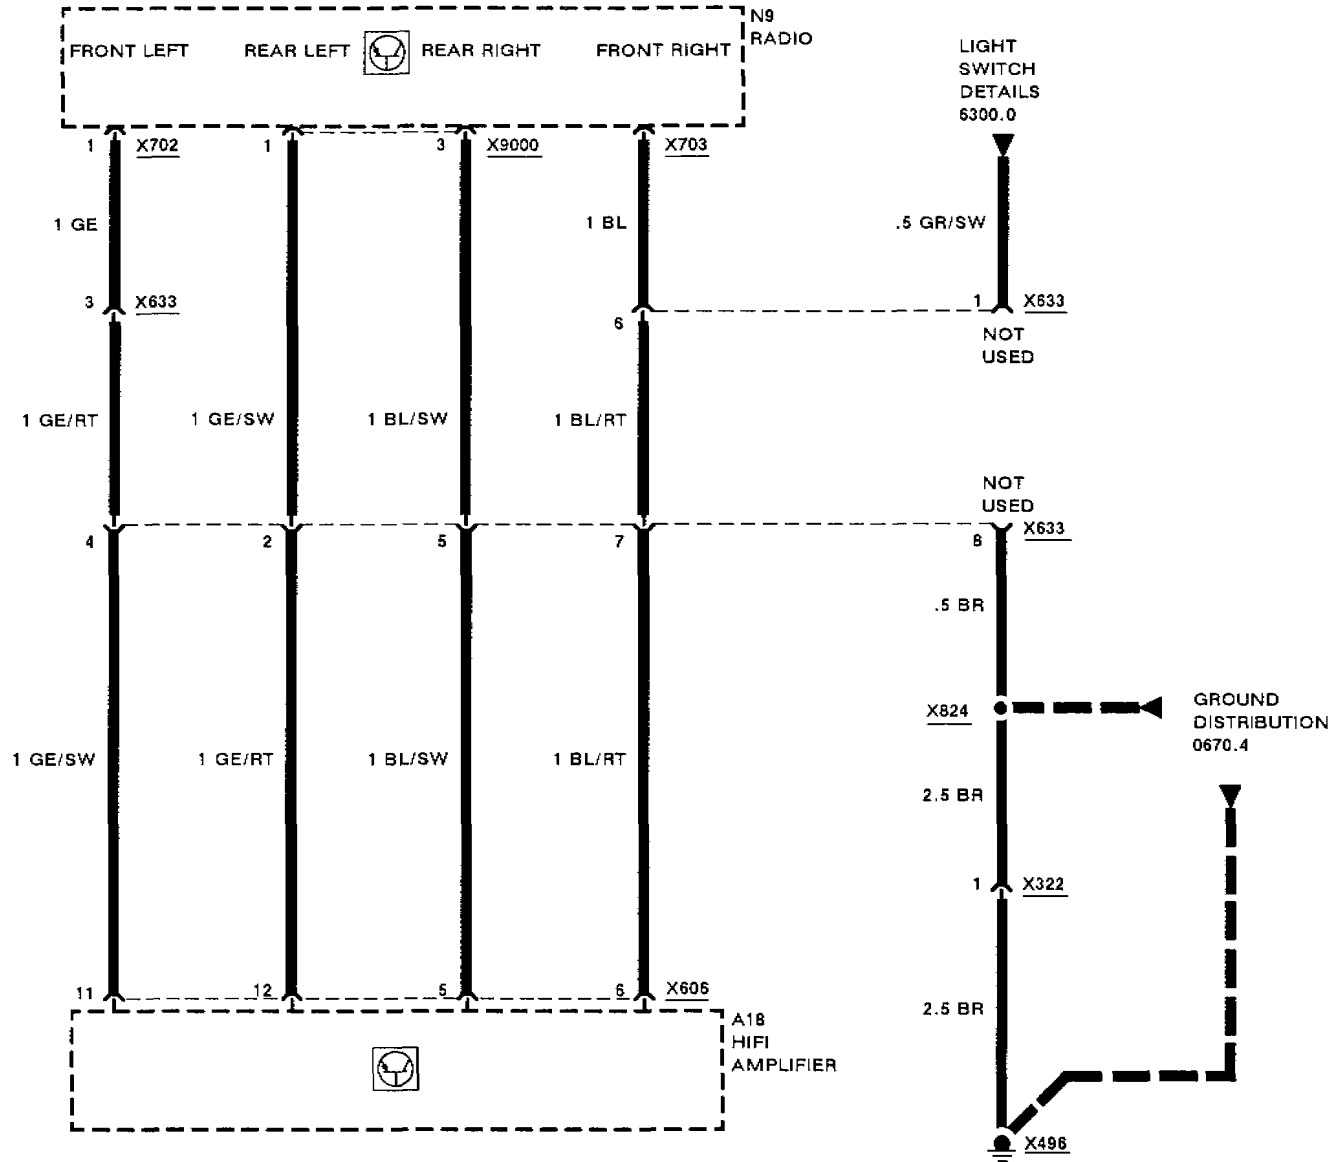 N9
RADIO
FRONT LEFT
REAR LEFT
REAR RIGHT
FRONT RIGHT
LIGHT
SWITCH
DETAILS
6300.0
1
X702
1
3
X9000
X703
1 GE
1 BL
.5 GR/SW
3
X633
6
1
X633
NOT
USED
1 GE/RT
1 GE/SW
1 BL/SW
1 BL/RT
NOT
USED
4
2
5
7
8
X633
.5 BR
X824
GROUND
DISTRIBUTION
0670.4
1 GE/SW
1 GE/RT
1 BL/SW
1 BL/RT
2.5 BR
1
X322
11
12
5
6
X606
2.5 BR
A18
HIFI
AMPLIFIER
X496